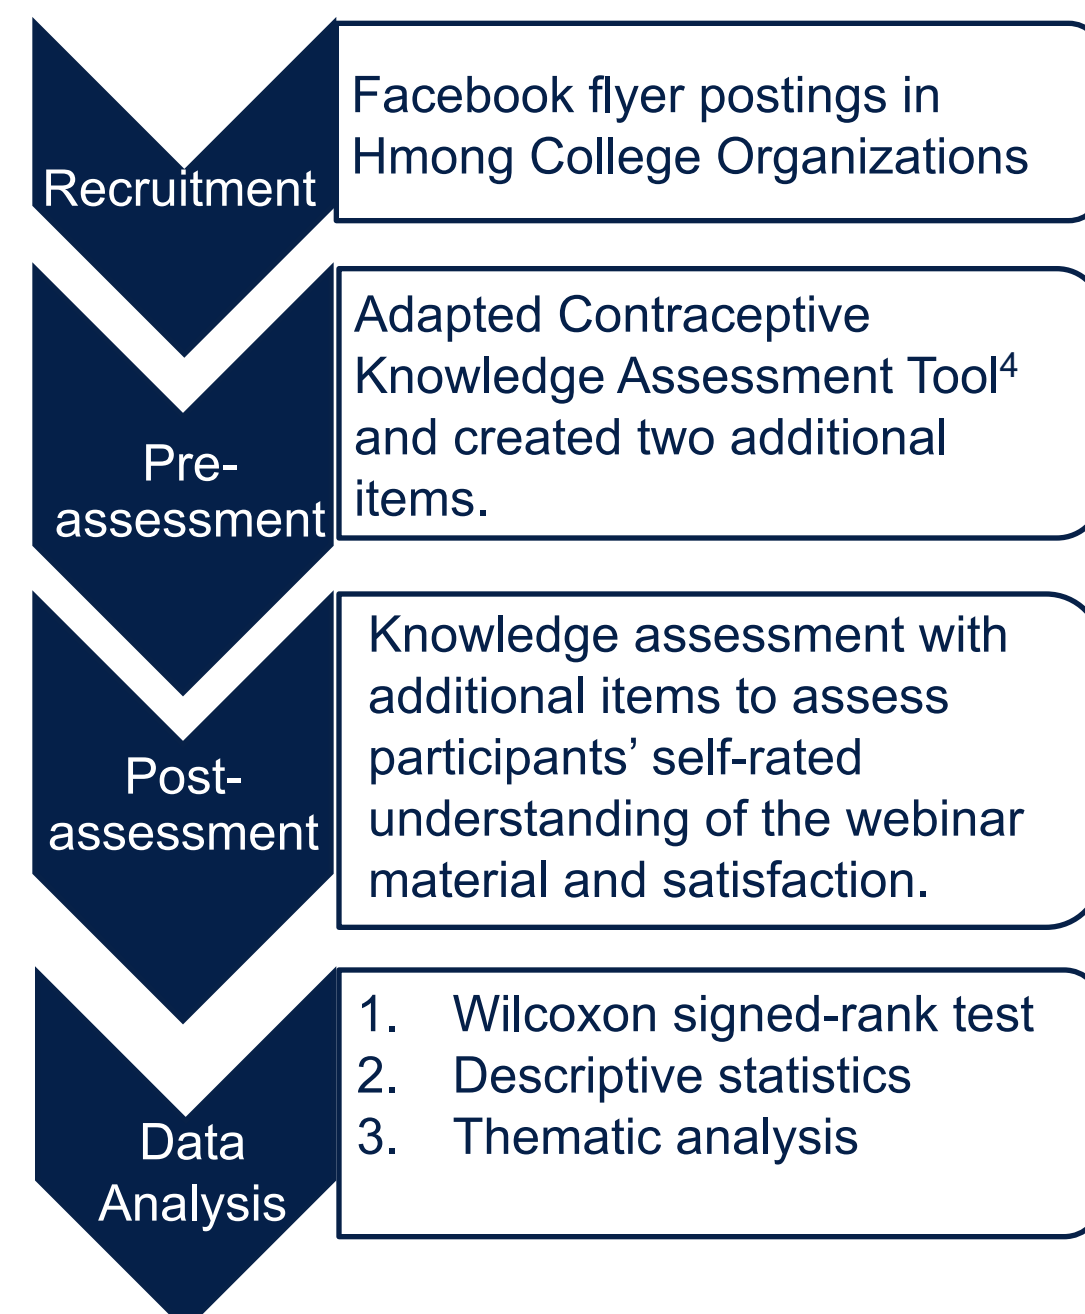 Recruitment
Facebook flyer postings in
Hmong College Organizations
Pre-
assessment
Adapted Contraceptive
Knowledge Assessment Tool⁴
and created two additional
items.
Post-
assessment
Knowledge assessment with
additional items to assess
participants’ self-rated
understanding of the webinar
material and satisfaction.
Data
Analysis
1. Wilcoxon signed-rank test
2. Descriptive statistics
3. Thematic analysis